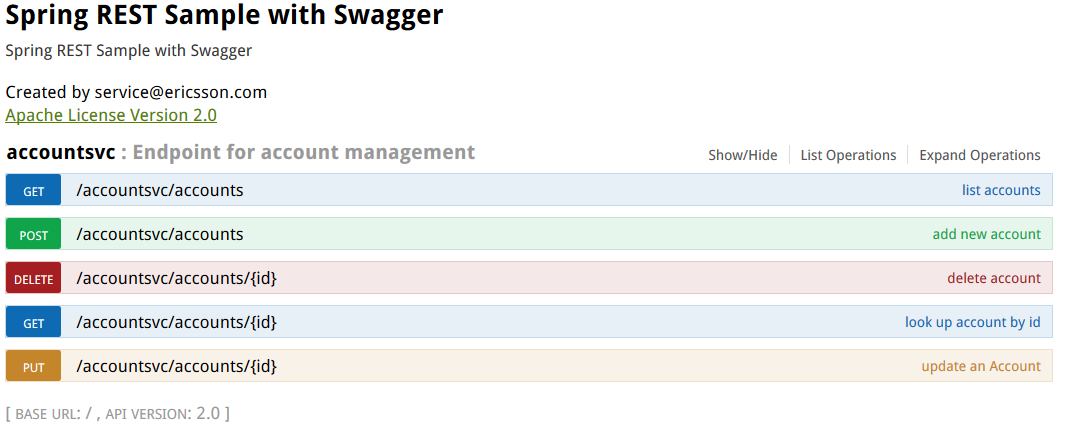 Spring REST Sample with Swagger
Spring REST Sample with Swagger
Created by service@ericsson.com
Apache License Version 2.0
accountsvc : Endpoint for account management Show/Hide List Operations Expand Operations
GET /accountsvc/accounts list accounts
POST /accountsvc/accounts add new account
DELETE /accountsvc/accounts/{id} delete account
GET /accountsvc/accounts/{id} look up account by id
PUT /accountsvc/accounts/{id} update an Account
[ BASE URL: / , API VERSION: 2.0 ]